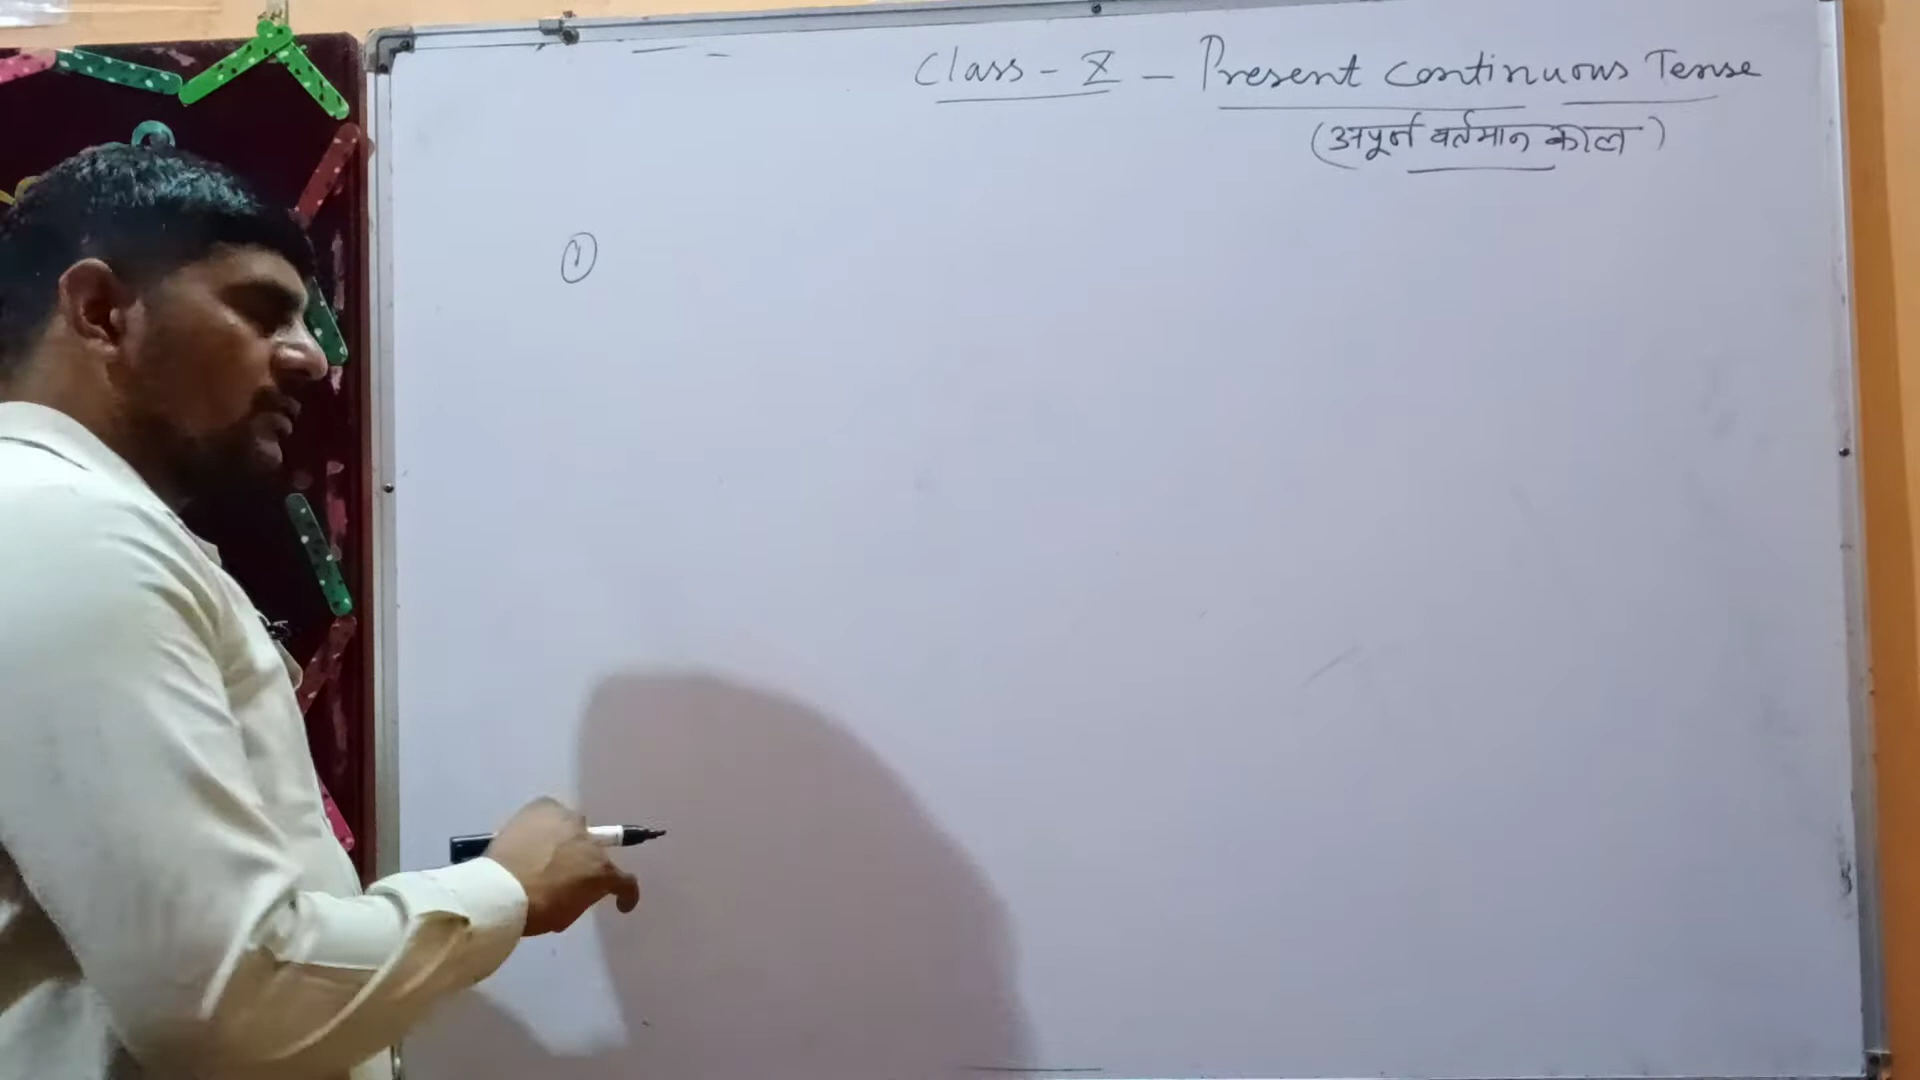 Class - X - Present Continuous Tense
(अपूर्न वर्तमान काल)
①